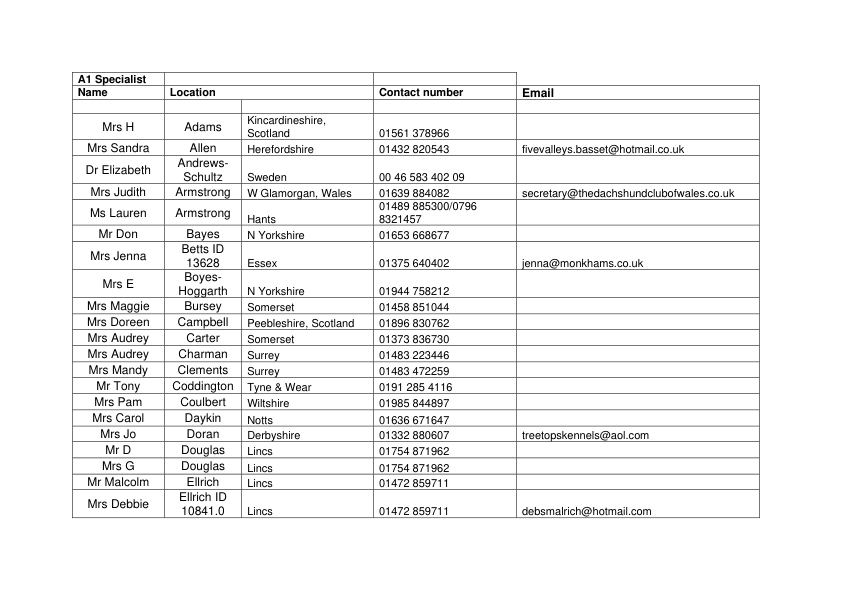 A1 Specialist
Name Location Contact number Email
Mrs H Adams Kincardineshire, Scotland 01561 378966
Mrs Sandra Allen Herefordshire 01432 820543 fivevalleys.basset@hotmail.co.uk
Dr Elizabeth Andrews-Schultz Sweden 00 46 583 402 09
Mrs Judith Armstrong W Glamorgan, Wales 01639 884082 secretary@thedachshundclubofwales.co.uk
Ms Lauren Armstrong Hants 01489 885300/0796 8321457
Mr Don Bayes N Yorkshire 01653 668677
Mrs Jenna Betts ID 13628 Essex 01375 640402 jenna@monkhams.co.uk
Mrs E Boyes-Hoggarth N Yorkshire 01944 758212
Mrs Maggie Bursey Somerset 01458 851044
Mrs Doreen Campbell Peebleshire, Scotland 01896 830762
Mrs Audrey Carter Somerset 01373 836730
Mrs Audrey Charman Surrey 01483 223446
Mrs Mandy Clements Surrey 01483 472259
Mr Tony Coddington Tyne & Wear 0191 285 4116
Mrs Pam Coulbert Wiltshire 01985 844897
Mrs Carol Daykin Notts 01636 671647
Mrs Jo Doran Derbyshire 01332 880607 treetopskennels@aol.com
Mr D Douglas Lincs 01754 871962
Mrs G Douglas Lincs 01754 871962
Mr Malcolm Ellrich Lincs 01472 859711
Mrs Debbie Ellrich ID 10841.0 Lincs 01472 859711 debsmalrich@hotmail.com